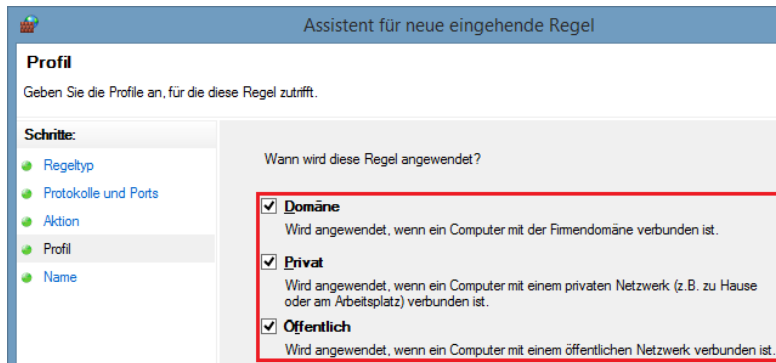 Assistent für neue eingehende Regel
Profil
Geben Sie die Profile an, für die diese Regel zutrifft.
Schritte:
Regeltyp
Protokolle und Ports
Aktion
Profil
Name
Wann wird diese Regel angewendet?
Domäne
Wird angewendet, wenn ein Computer mit der Firmendomäne verbunden ist.
Privat
Wird angewendet, wenn ein Computer mit einem privaten Netzwerk (z.B. zu Hause
oder am Arbeitsplatz) verbunden ist.
Öffentlich
Wird angewendet, wenn ein Computer mit einem öffentlichen Netzwerk verbunden ist.